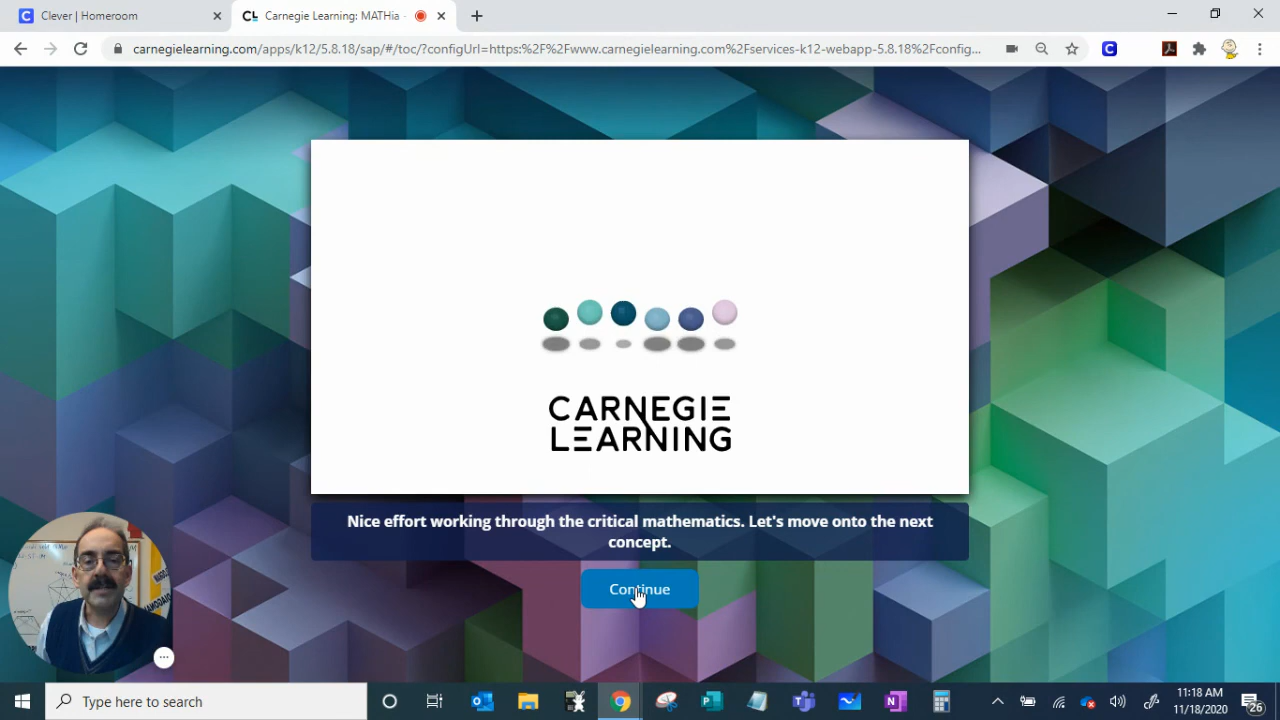 Clever | Homeroom
Carnegie Learning: MATHia -
carnegielearning.com/apps/k12/5.8.18/sap/#/toc/?configUrl=https:%2F%2Fwww.carnegielearning.com%2Fservices-k12-webapp-5.8.18%2Fconfig...
CARNEGIE
LEARNING
Nice effort working through the critical mathematics. Let's move onto the next
concept.
Continue
Type here to search
11:18 AM
11/18/2020
26